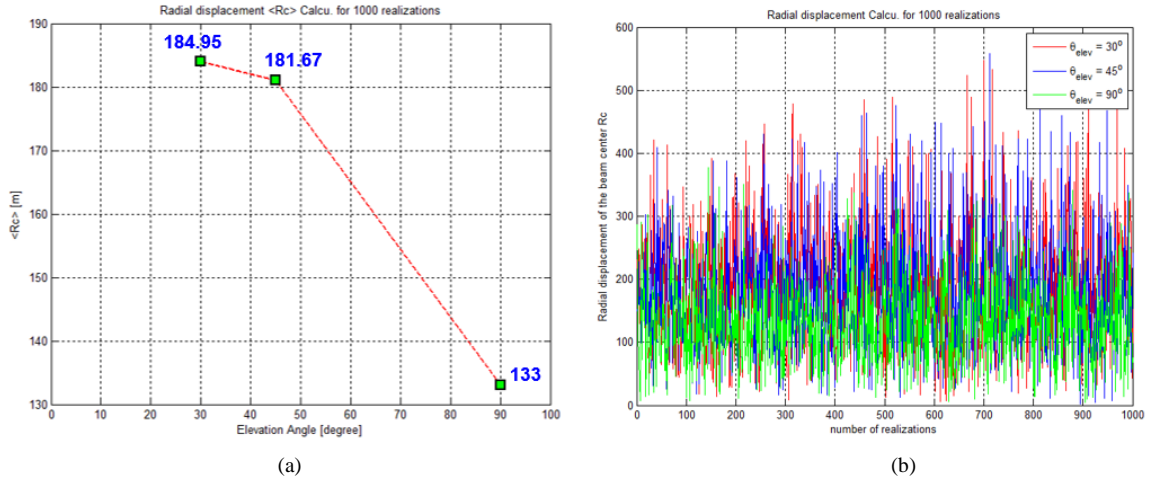 Radial displacement <Rc> Calcu. for 1000 realizations
190
180
170
160
150
140
130
<Rc> [m]
184.95
181.67
133
0 10 20 30 40 50 60 70 80 90 100
Elevation Angle [degree]
(a)
Radial displacement Calcu. for 1000 realizations
600
500
400
300
200
100
0
Radial displacement of the beam center Rc
θelev = 30°
θelev = 45°
θelev = 90°
0 100 200 300 400 500 600 700 800 900 1000
number of realizations
(b)